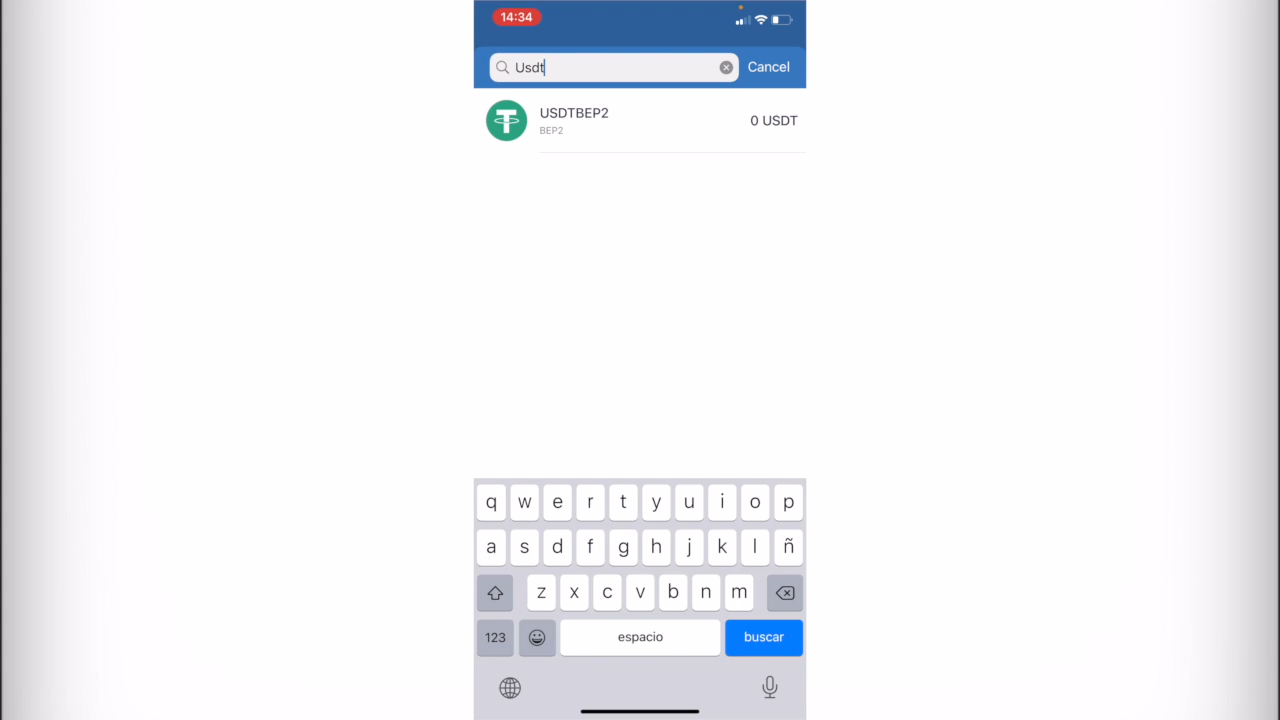 14:34
Usdt
Cancel
USDTBEP2
BEP2
0 USDT
q w e r t y u i o p
a s d f g h j k l ñ
z x c v b n m
123
espacio
buscar